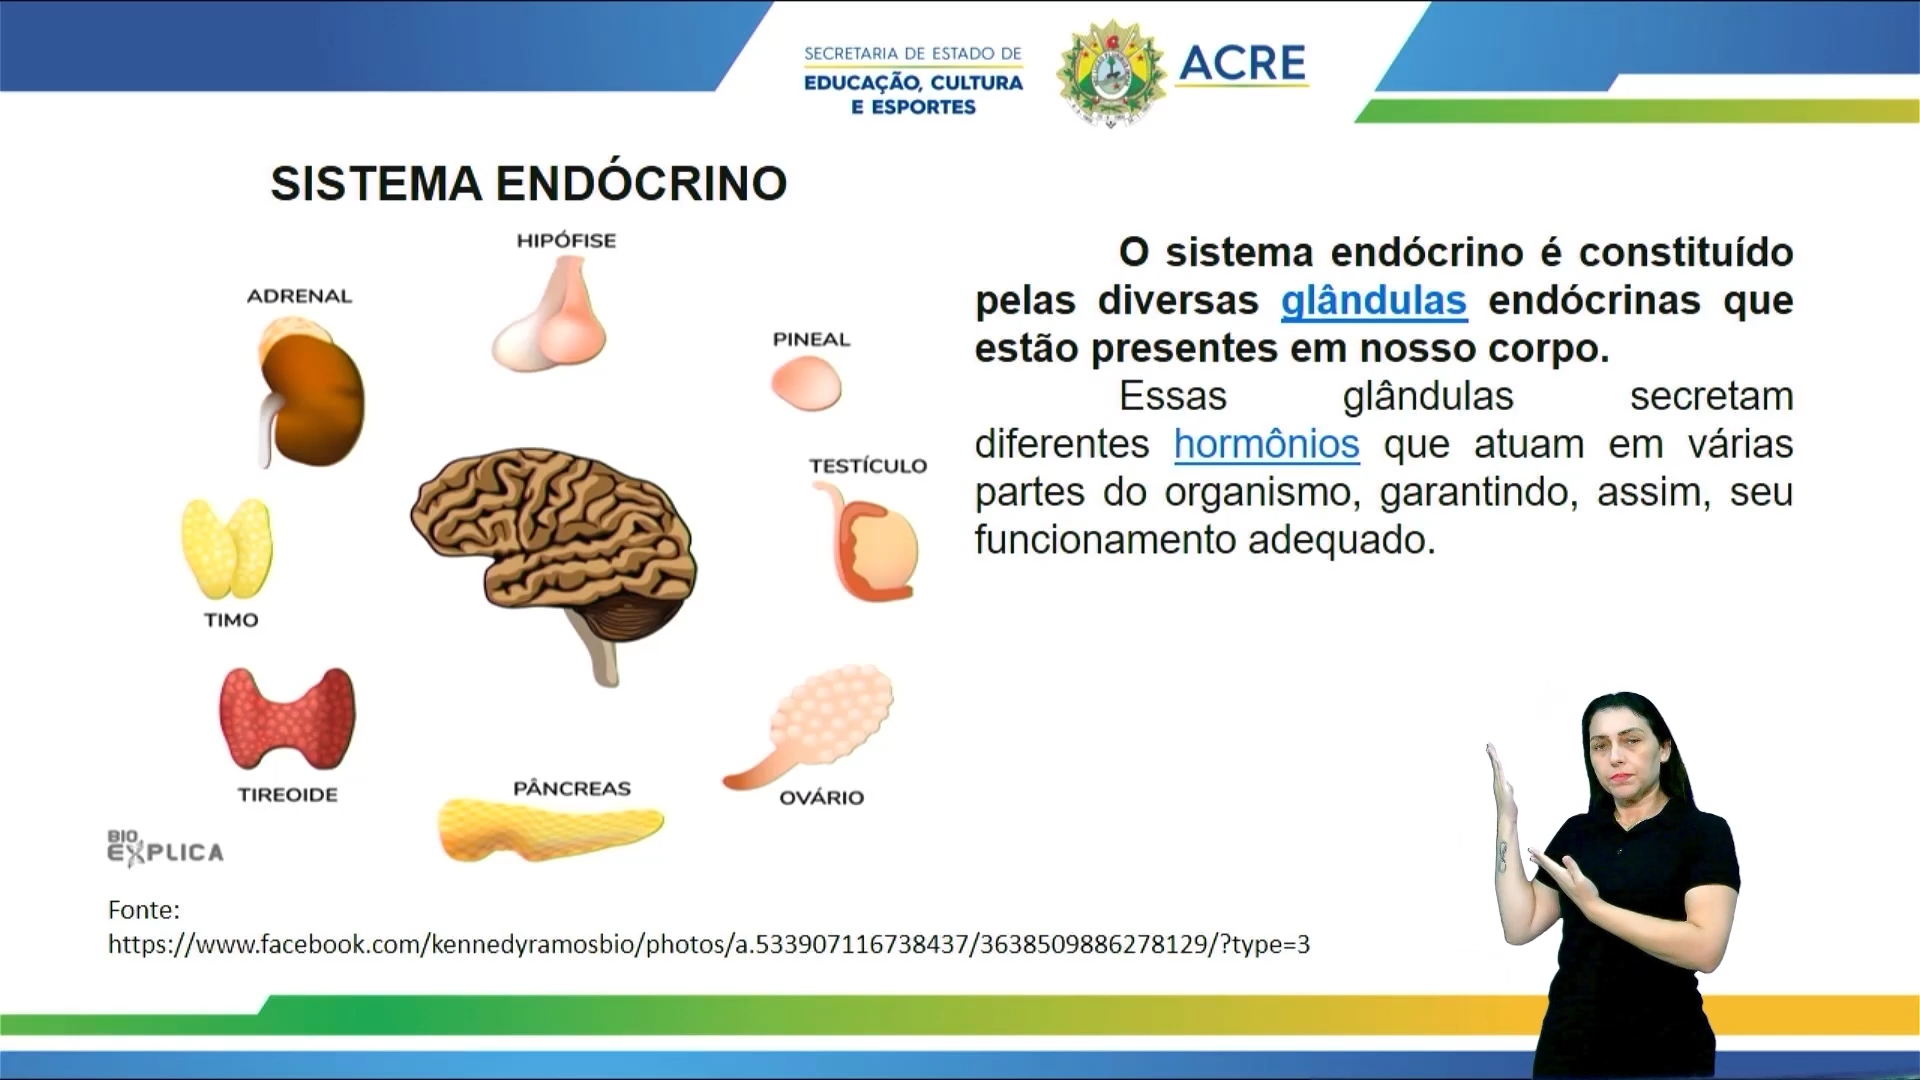 SECRETARIA DE ESTADO DE
EDUCAÇÃO, CULTURA
E ESPORTES
ACRE
SISTEMA ENDÓCRINO
HIPÓFISE
ADRENAL
PINEAL
TESTÍCULO
TIMO
TIREOIDE
PÂNCREAS
OVÁRIO
BIO
EXPLICA
O sistema endócrino é constituído
pelas diversas glândulas endócrinas que
estão presentes em nosso corpo.
Essas glândulas secretam
diferentes hormônios que atuam em várias
partes do organismo, garantindo, assim, seu
funcionamento adequado.
Fonte:
https://www.facebook.com/kennedyramosbio/photos/a.533907116738437/3638509886278129/?type=3